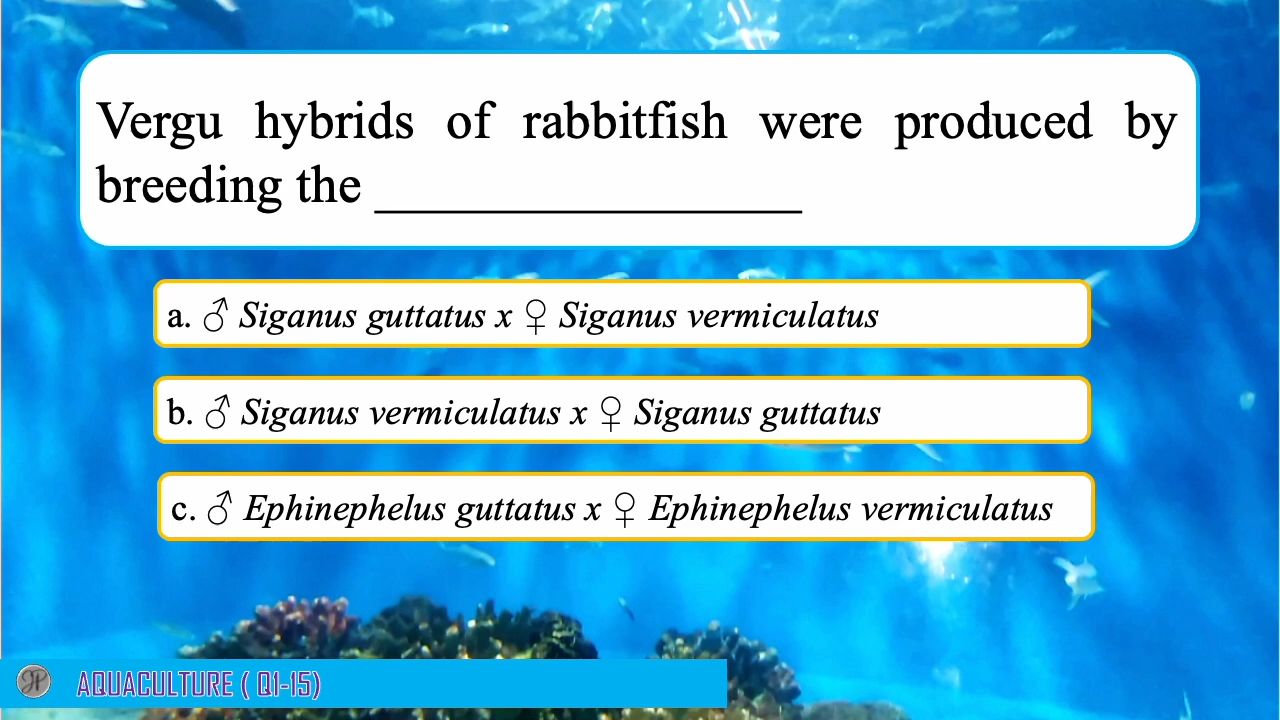 Vergu hybrids of rabbitfish were produced by
breeding the _________________
a. ♂ Siganus guttatus x ♀ Siganus vermiculatus
b. ♂ Siganus vermiculatus x ♀ Siganus guttatus
c. ♂ Ephinephelus guttatus x ♀ Ephinephelus vermiculatus
AQUACULTURE ( Q1-15)